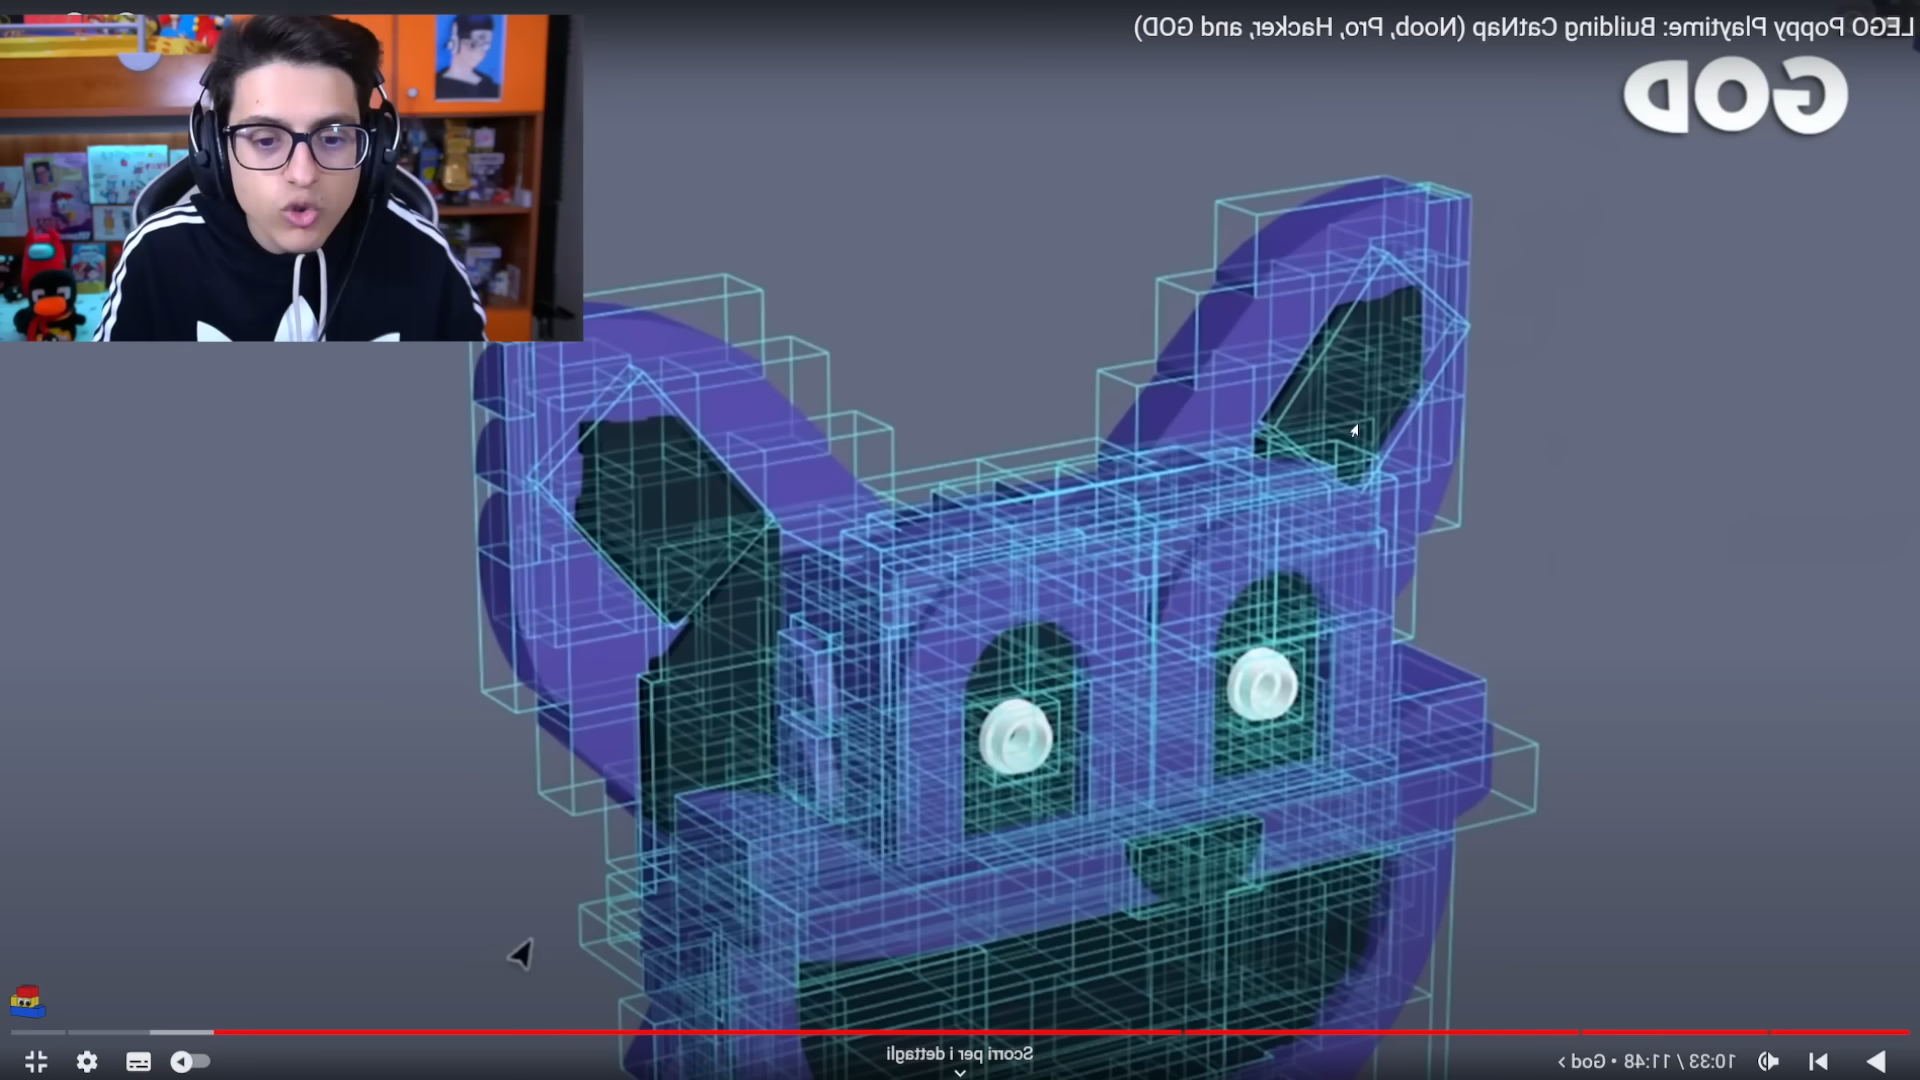 LEGO Poppy Playtime: Building CatNap (Noob, Pro, Hacker, and GOD)
GOD
Scorri per i dettagli
10:33 / 11:48 • God ›